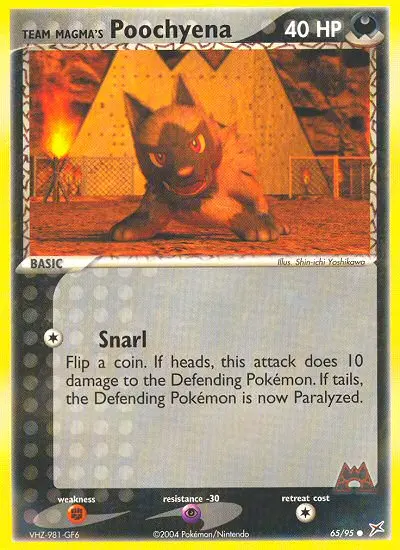 TEAM MAGMA'S Poochyena 40 HP
Illus. Shin-ichi Yoshikawa
BASIC
Snarl
Flip a coin. If heads, this attack does 10
damage to the Defending Pokémon. If tails,
the Defending Pokémon is now Paralyzed.
weakness resistance -30 retreat cost
VHZ-981-GF6 ©2004 Pokémon/Nintendo 65/95